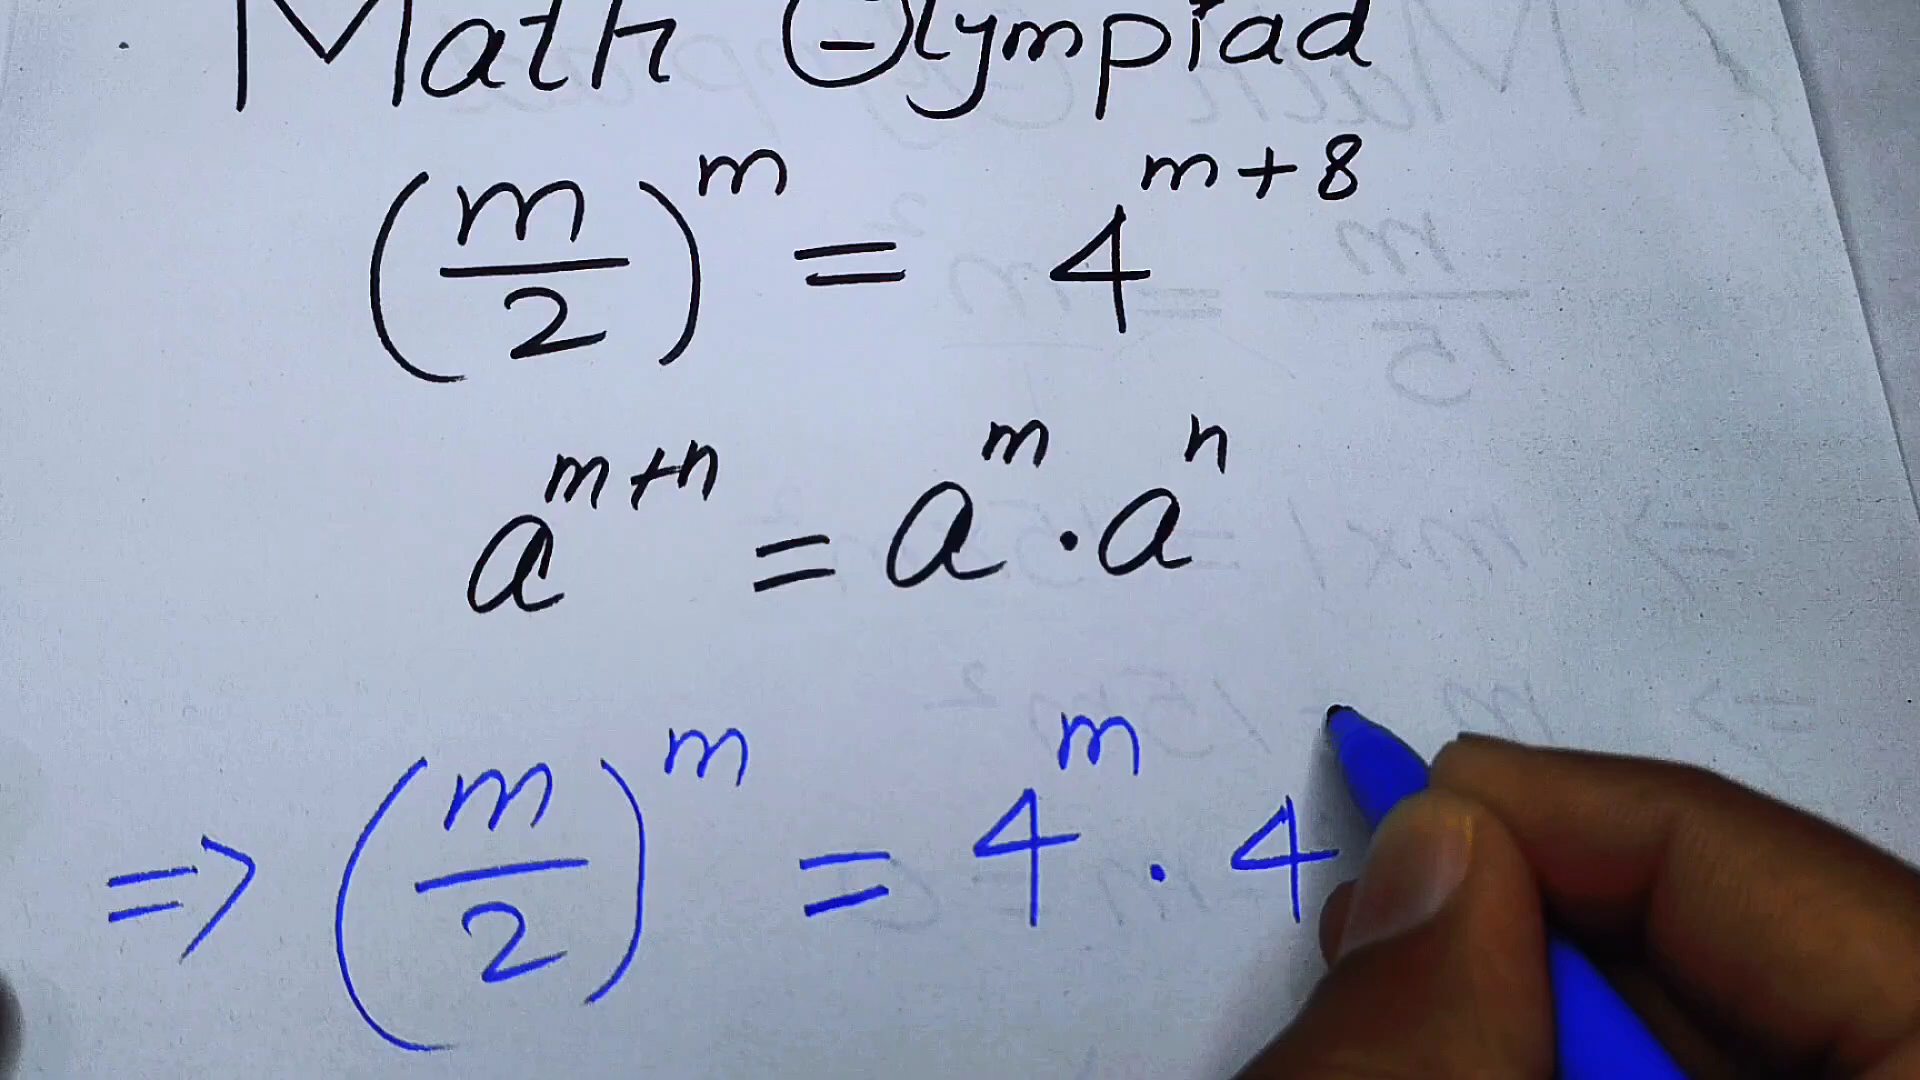 Math Olympiad
(m/2)^m = 4^(m+8)
a^(m+n) = a^m . a^n
=> (m/2)^m = 4^m . 4